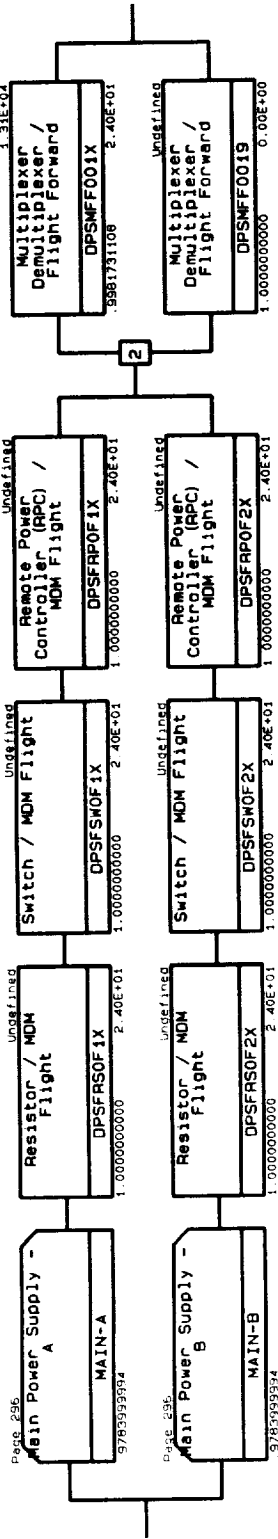 Page 296
Main Power Supply -
A
MAIN-A
.9783999994
Undefined
Resistor / MDM
Flight
DPSFRSOF1X
1.0000000000 2.40E+01
Undefined
Switch / MDM Flight
DPSFSWOF1X
1.0000000000 2.40E+01
Undefined
Remote Power
Controller (RPC) /
MDM Flight
DPSFRPOF1X
1.0000000000 2.40E+01
1.31E+04
Multiplexer
Demultiplexer /
Flight Forward
DPSMFF001X
.9981731108 2.40E+01
2
Page 296
Main Power Supply -
B
MAIN-B
.9783999994
Undefined
Resistor / MDM
Flight
DPSFRSOF2X
1.0000000000 2.40E+01
Undefined
Switch / MDM Flight
DPSFSWOF2X
1.0000000000 2.40E+01
Undefined
Remote Power
Controller (RPC) /
MDM Flight
DPSFRPOF2X
1.0000000000 2.40E+01
Undefined
Multiplexer
Demultiplexer /
Flight Forward
DPSMFF0019
1.0000000000 0.00E+00